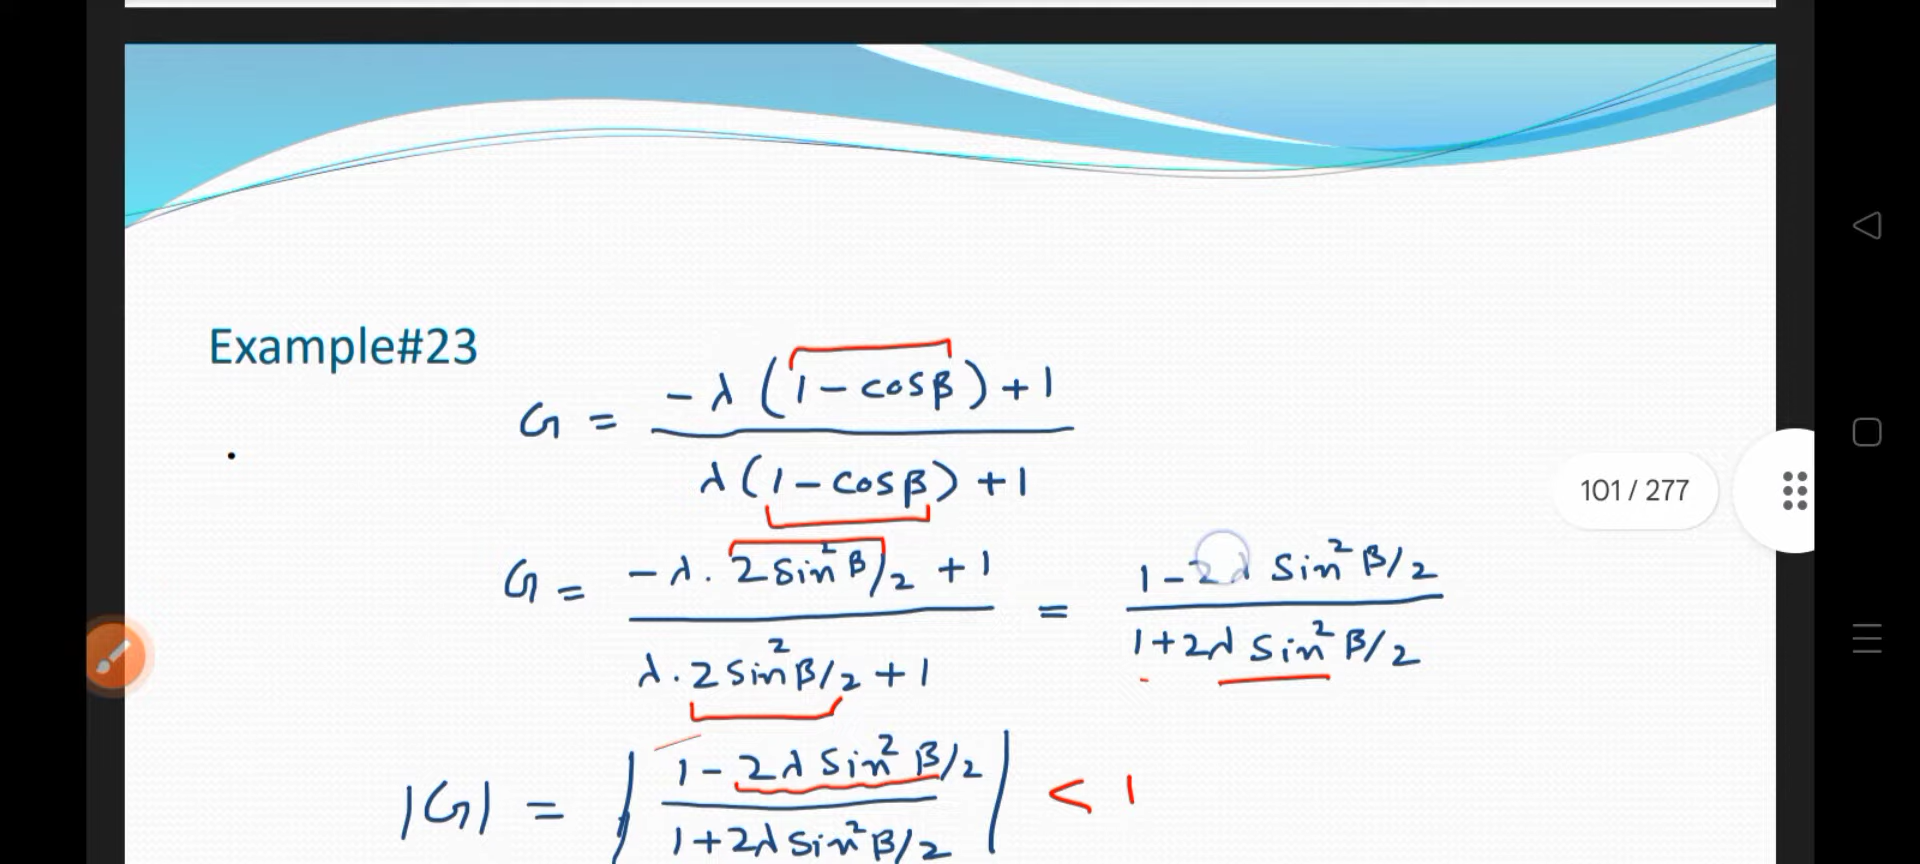 Example#23
G = -λ (1 - cosβ) + 1 / λ (1 - cosβ) + 1
101 / 277
G = -λ . 2 sin² β/2 + 1 / λ . 2 sin² β/2 + 1 = 1 - 2λ sin² β/2 / 1 + 2λ sin² β/2
|G| = | 1 - 2λ sin² β/2 / 1 + 2λ sin² β/2 | < 1